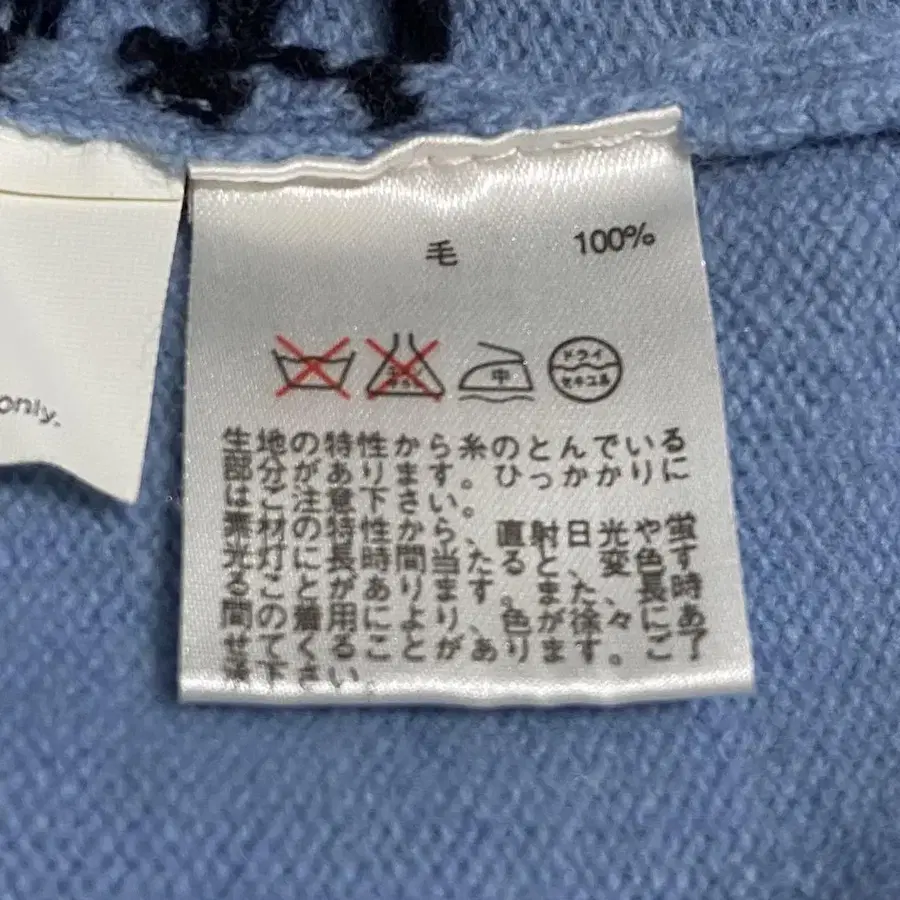 毛 100%
中
ドライ
セキユ系
only.
生地の特性から糸のとんでいる
部分があります。ひっかかりに
はご注意下さい。
素材の特性から、直射日光や蛍
光灯に長時間当たると、変色す
ることがあります。また、長時
間の着用により、色が徐々にあ
せてくることがあります。ご了
下さい